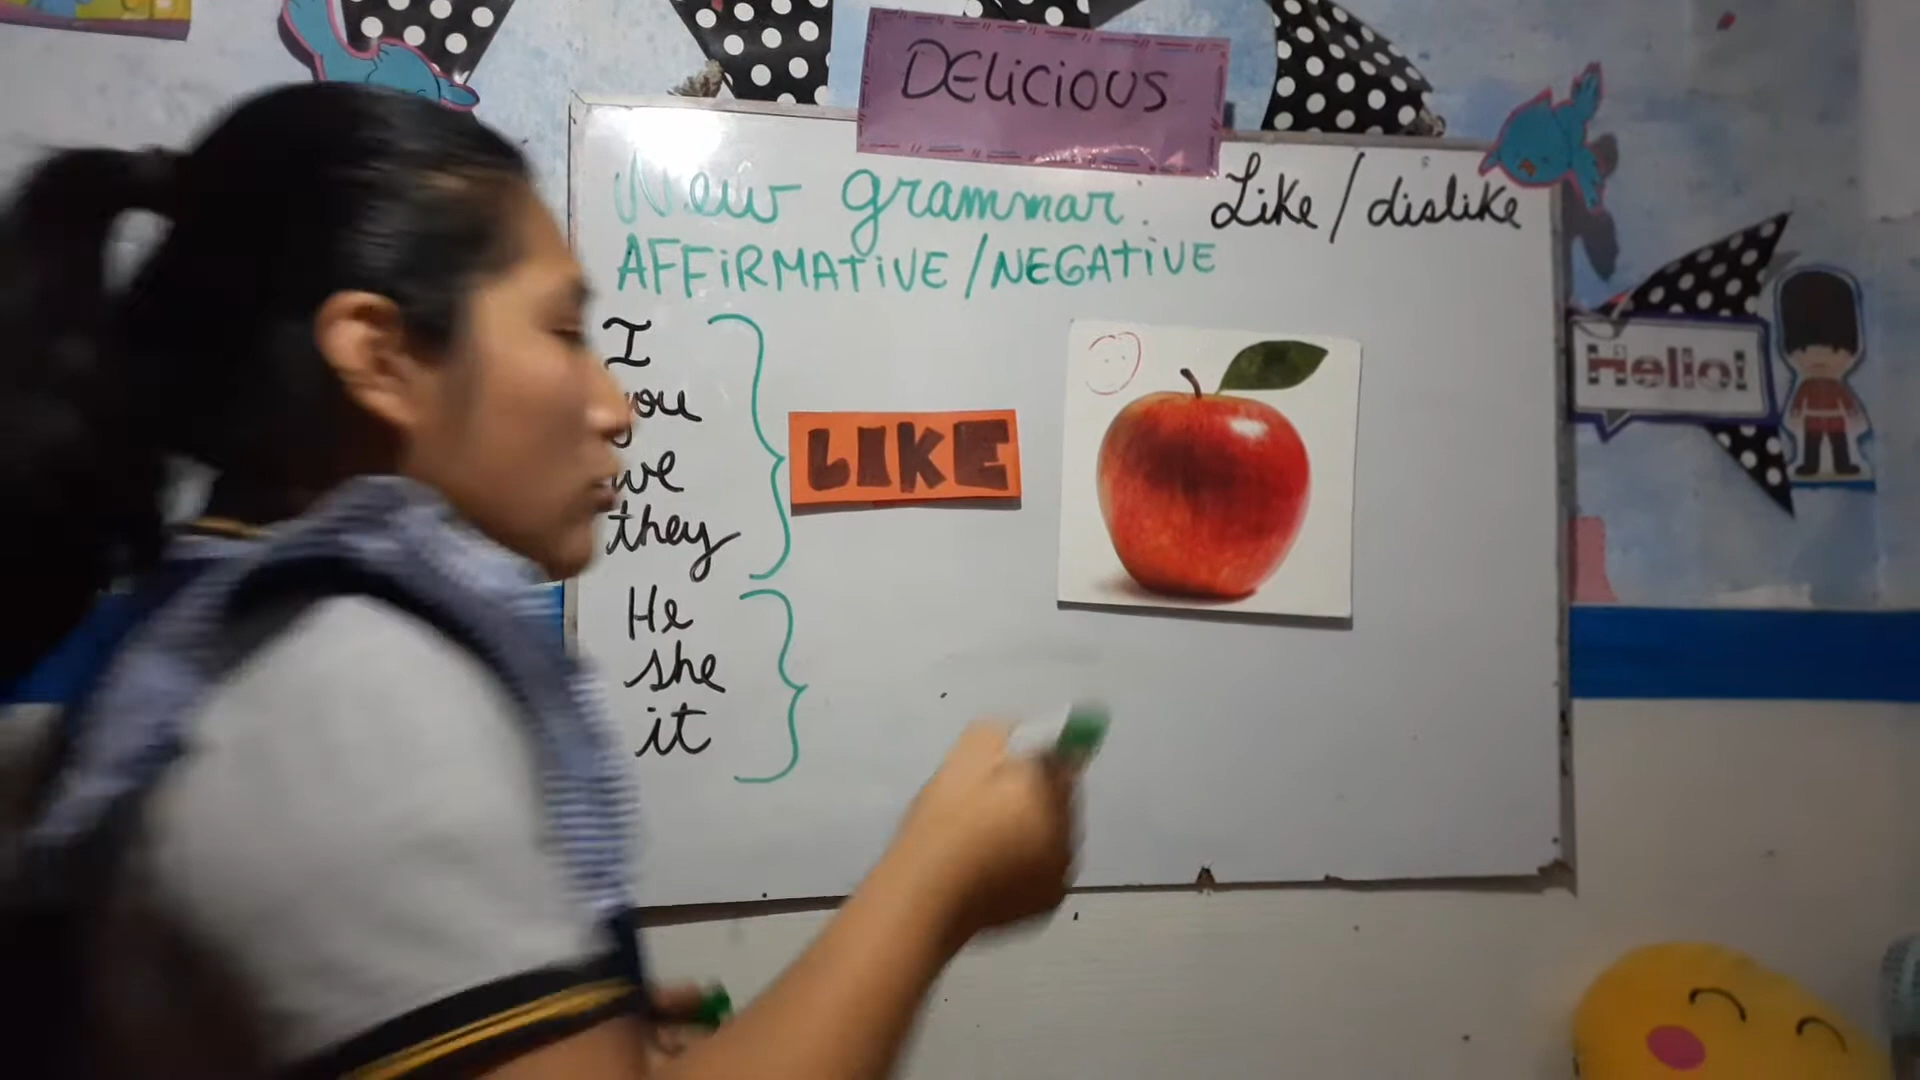 DELiCiOUS
New grammar. Like / dislike
AFFiRMATiVE / NEGATiVE
I
you
we
they
LIKE
He
she
it
Hello!